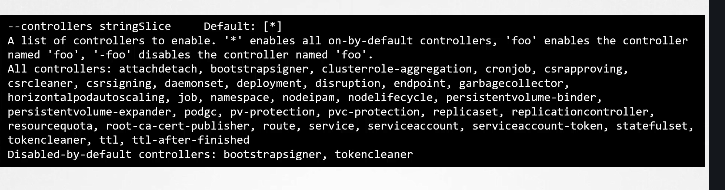 --controllers stringSlice     Default: [*]
A list of controllers to enable. '*' enables all on-by-default controllers, 'foo' enables the controller
named 'foo', '-foo' disables the controller named 'foo'.
All controllers: attachdetach, bootstrapsigner, clusterrole-aggregation, cronjob, csrapproving,
csrcleaner, csrsigning, daemonset, deployment, disruption, endpoint, garbagecollector,
horizontalpodautoscaling, job, namespace, nodeipam, nodelifecycle, persistentvolume-binder,
persistentvolume-expander, podgc, pv-protection, pvc-protection, replicaset, replicationcontroller,
resourcequota, root-ca-cert-publisher, route, service, serviceaccount, serviceaccount-token, statefulset,
tokencleaner, ttl, ttl-after-finished
Disabled-by-default controllers: bootstrapsigner, tokencleaner